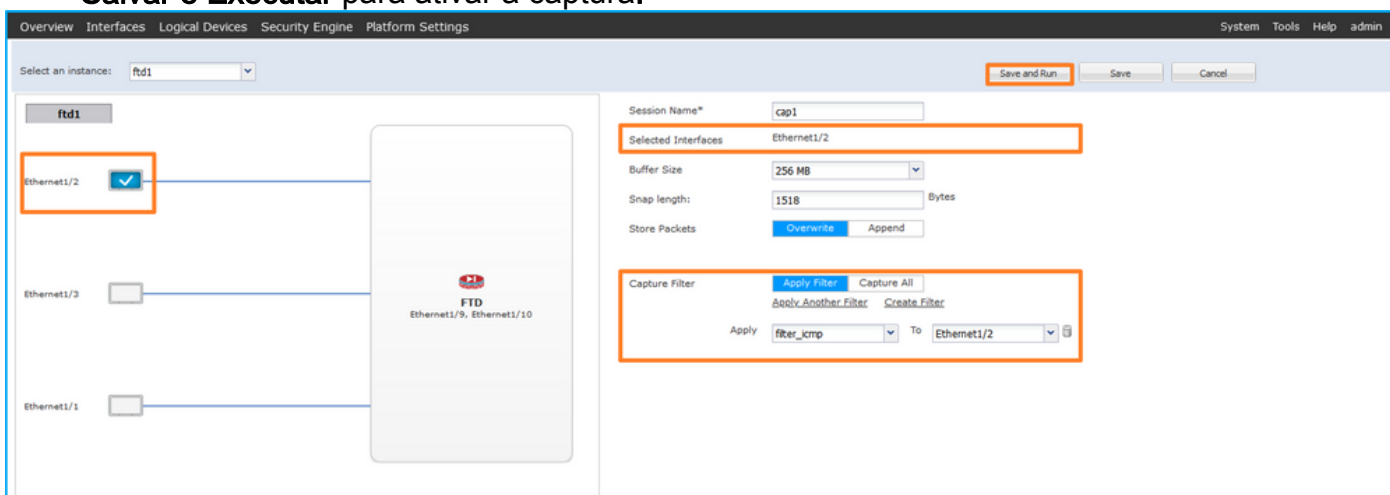 Salvar e Executar para ativar a captura.
Overview Interfaces Logical Devices Security Engine Platform Settings System Tools Help admin
Select an instance: ftd1 Save and Run Save Cancel
ftd1
Session Name* cap1
Selected Interfaces Ethernet1/2
Ethernet1/2
Buffer Size 256 MB
Snap length: 1518 Bytes
Store Packets Overwrite Append
Ethernet1/3
FTD
Ethernet1/9, Ethernet1/10
Capture Filter Apply Filter Capture All
Apply Another Filter Create Filter
Apply filter_icmp To Ethernet1/2
Ethernet1/1